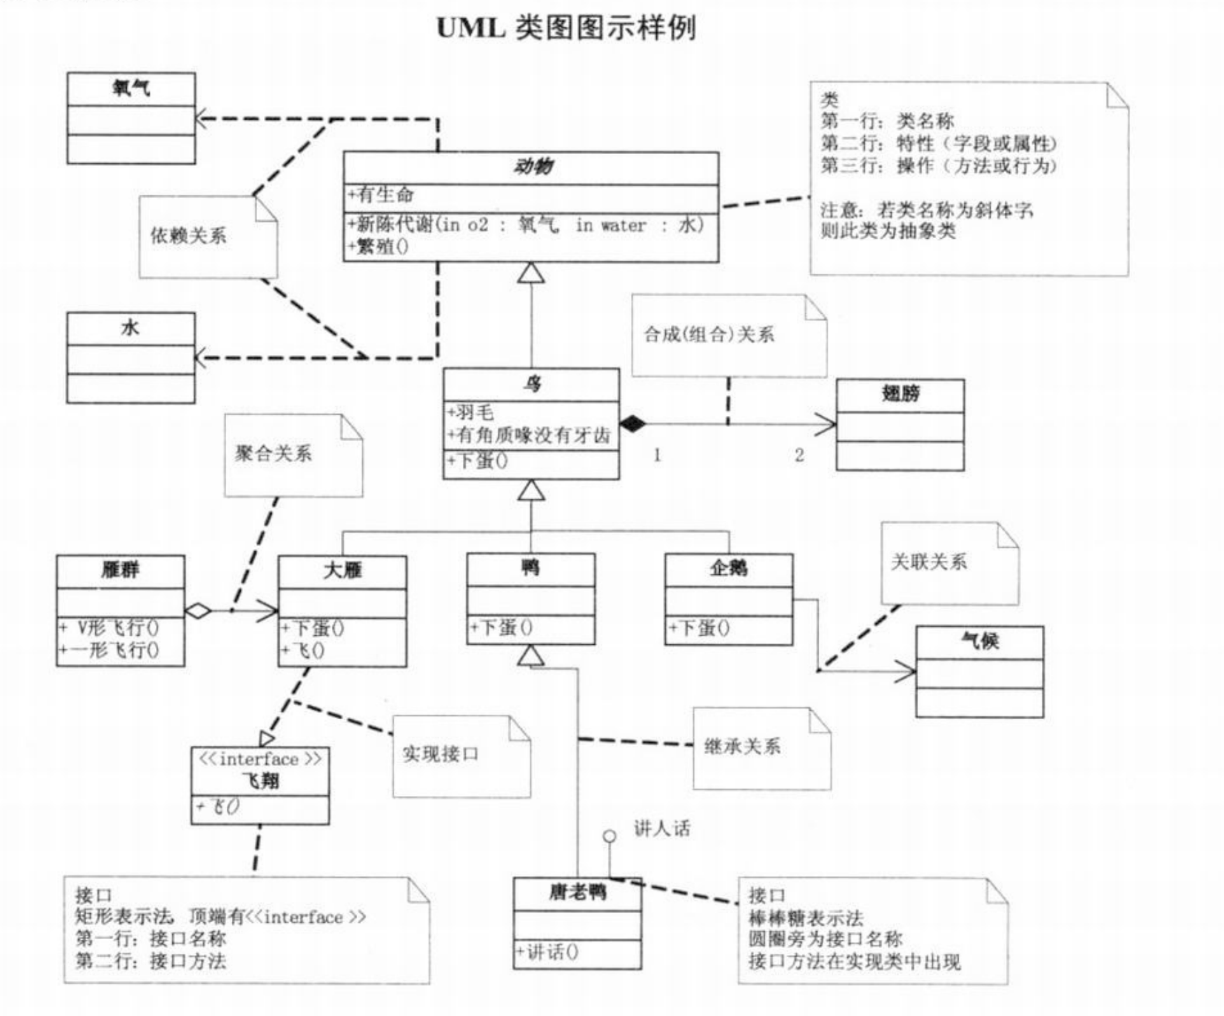 UML 类图图示样例
氧气
类
第一行：类名称
第二行：特性（字段或属性）
第三行：操作（方法或行为）
注意：若类名称为斜体字
则此类为抽象类
动物
+有生命
+新陈代谢(in o2 : 氧气, in water : 水)
+繁殖()
依赖关系
水
合成(组合)关系
鸟
+羽毛
+有角质喙没有牙齿
+下蛋()
1
2
翅膀
聚合关系
雁群
+ V形飞行()
+一形飞行()
大雁
+下蛋()
+飞()
鸭
+下蛋()
企鹅
+下蛋()
关联关系
气候
<<interface>>
飞翔
+飞()
实现接口
继承关系
讲人话
唐老鸭
+讲话()
接口
矩形表示法，顶端有<<interface>>
第一行：接口名称
第二行：接口方法
接口
棒棒糖表示法
圆圈旁为接口名称
接口方法在实现类中出现